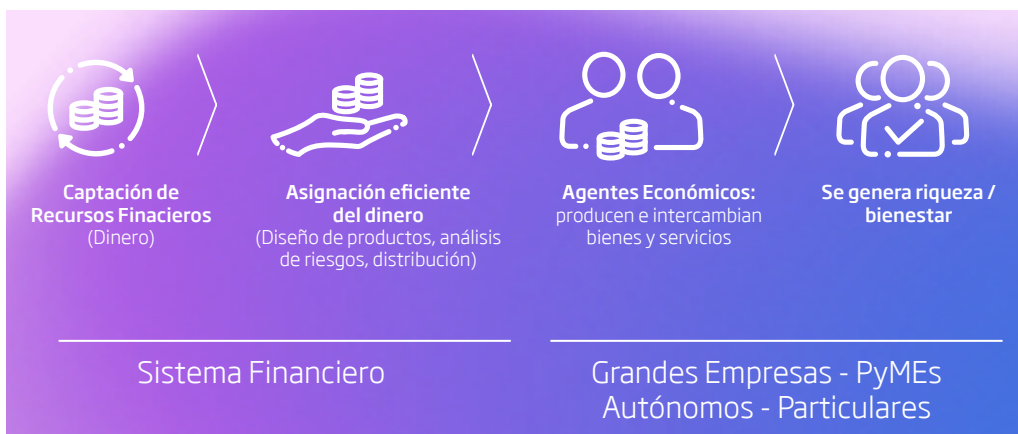 Captación de
Recursos Finacieros
(Dinero)
Asignación eficiente
del dinero
(Diseño de productos, análisis
de riesgos, distribución)
Agentes Económicos:
producen e intercambian
bienes y servicios
Se genera riqueza /
bienestar
Sistema Financiero
Grandes Empresas - PyMEs
Autónomos - Particulares